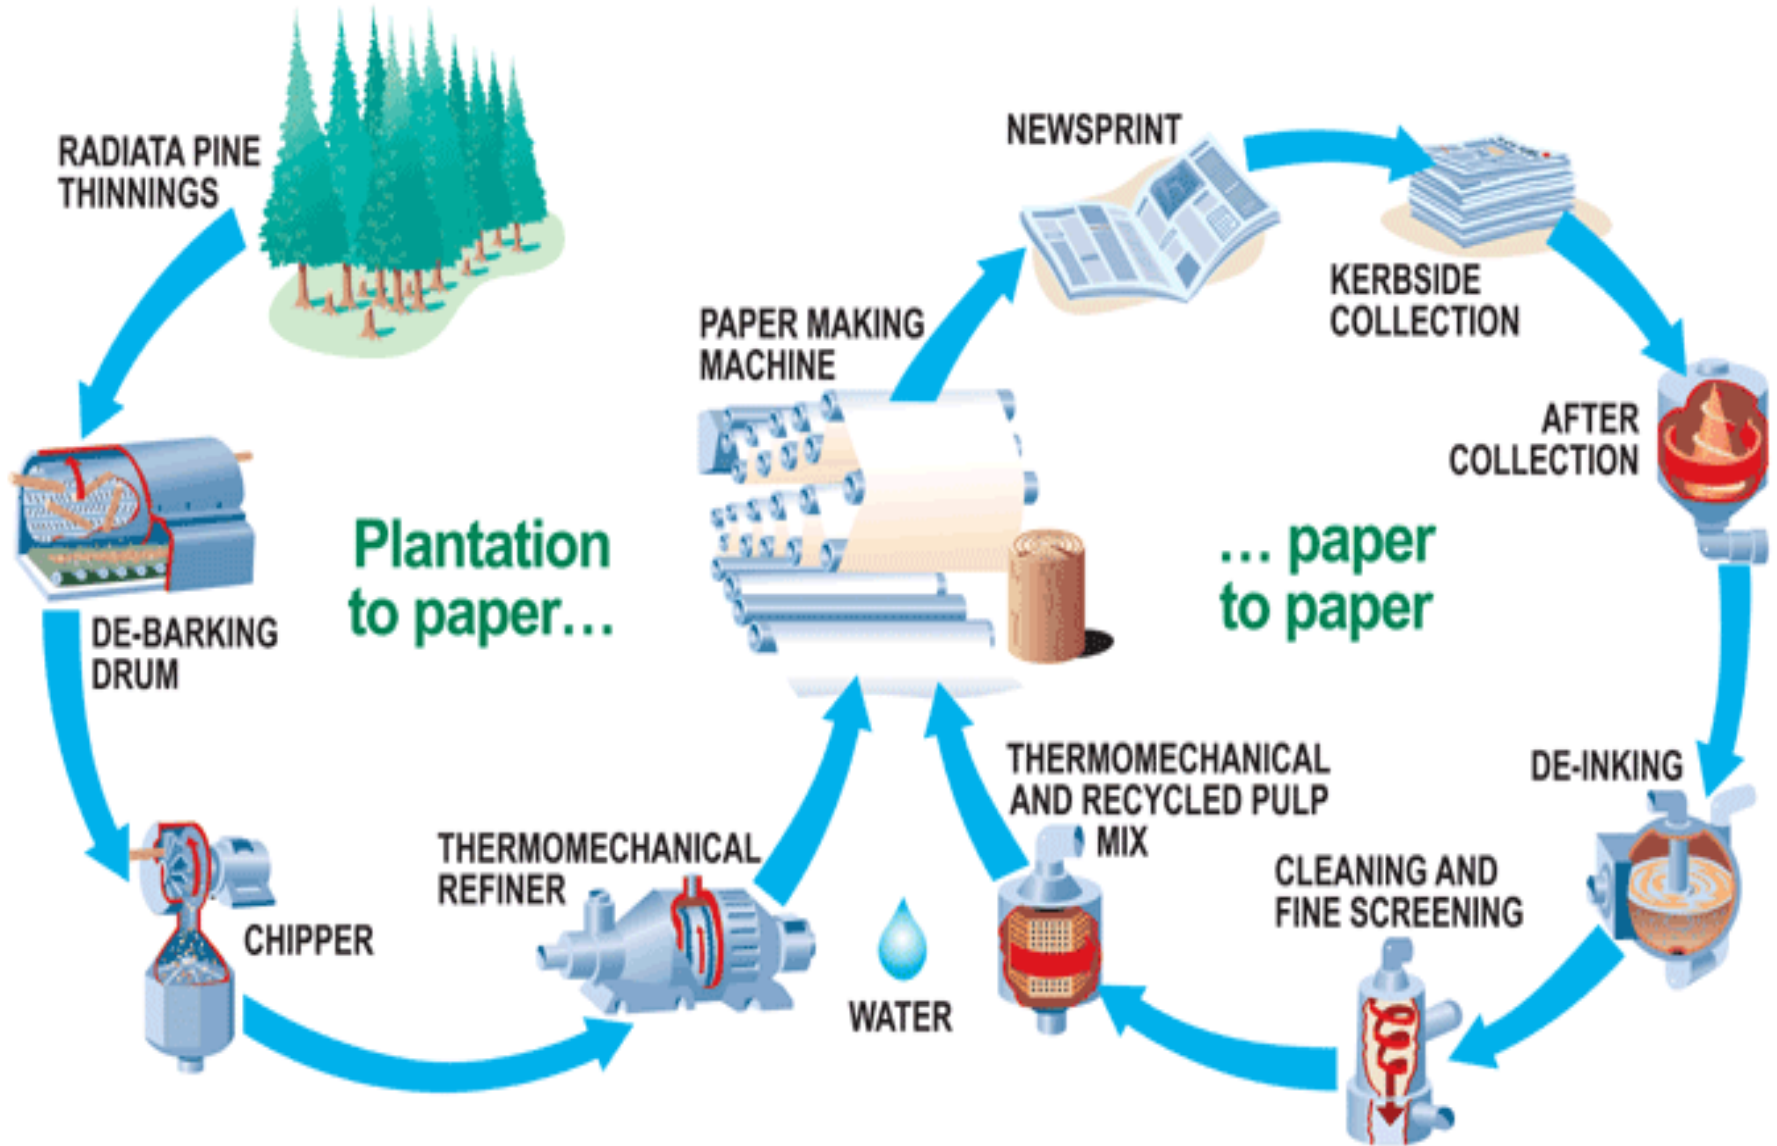 RADIATA PINE
THINNINGS
DE-BARKING
DRUM
CHIPPER
Plantation
to paper...
THERMOMECHANICAL
REFINER
PAPER MAKING
MACHINE
WATER
NEWSPRINT
KERBSIDE
COLLECTION
AFTER
COLLECTION
... paper
to paper
DE-INKING
CLEANING AND
FINE SCREENING
THERMOMECHANICAL
AND RECYCLED PULP
MIX